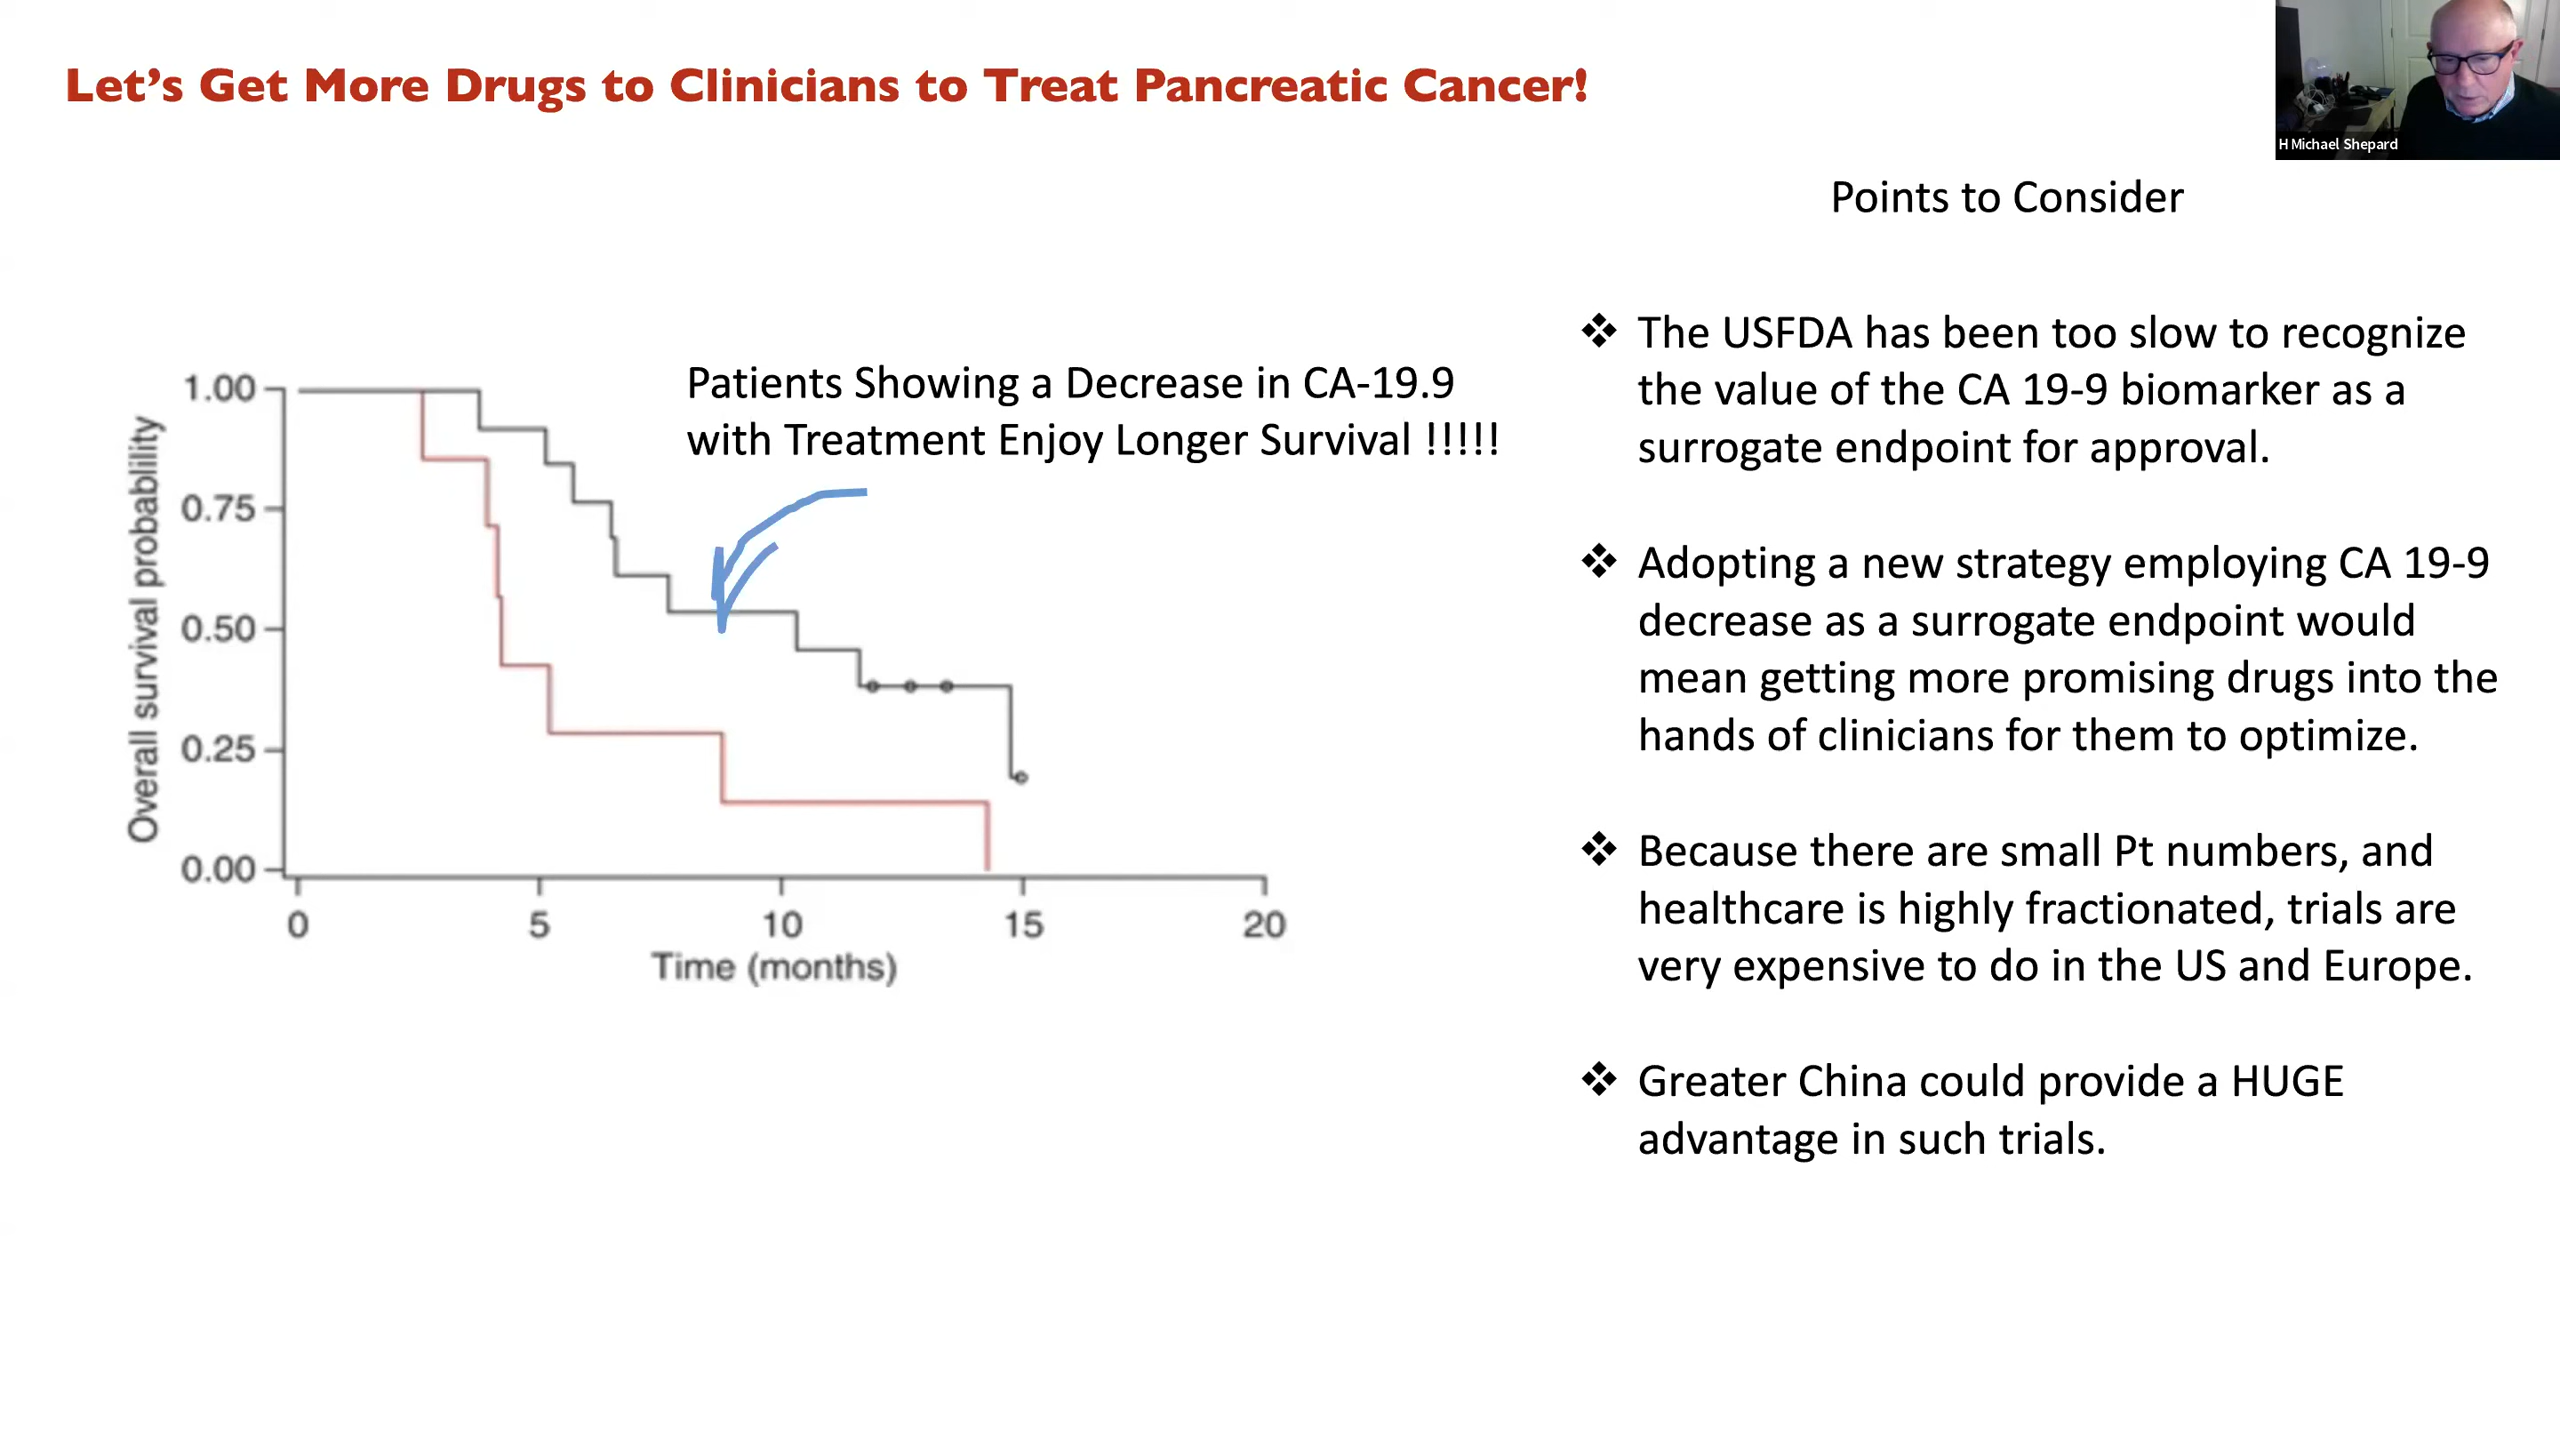 Let's Get More Drugs to Clinicians to Treat Pancreatic Cancer!
H Michael Shepard
Points to Consider
Patients Showing a Decrease in CA-19.9
with Treatment Enjoy Longer Survival !!!!!
Overall survival probability
1.00
0.75
0.50
0.25
0.00
0
5
10
15
20
Time (months)
❖ The USFDA has been too slow to recognize
the value of the CA 19-9 biomarker as a
surrogate endpoint for approval.
❖ Adopting a new strategy employing CA 19-9
decrease as a surrogate endpoint would
mean getting more promising drugs into the
hands of clinicians for them to optimize.
❖ Because there are small Pt numbers, and
healthcare is highly fractionated, trials are
very expensive to do in the US and Europe.
❖ Greater China could provide a HUGE
advantage in such trials.